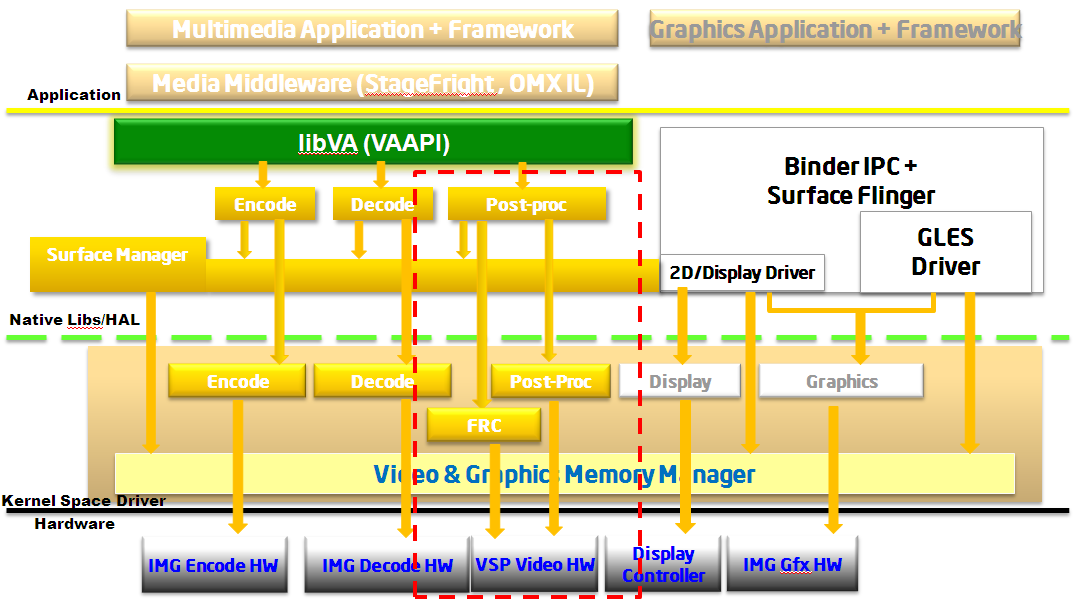 Multimedia Application + Framework
Graphics Application + Framework
Media Middleware (StageFright , OMX IL)
Application
libVA (VAAPI)
Binder IPC +
Surface Flinger
Encode
Decode
Post-proc
GLES
Driver
Surface Manager
2D/Display Driver
Native Libs/HAL
Encode
Decode
Post-Proc
Display
Graphics
FRC
Video & Graphics Memory Manager
Kernel Space Driver
Hardware
IMG Encode HW
IMG Decode HW
VSP Video HW
Display
Controller
IMG Gfx HW